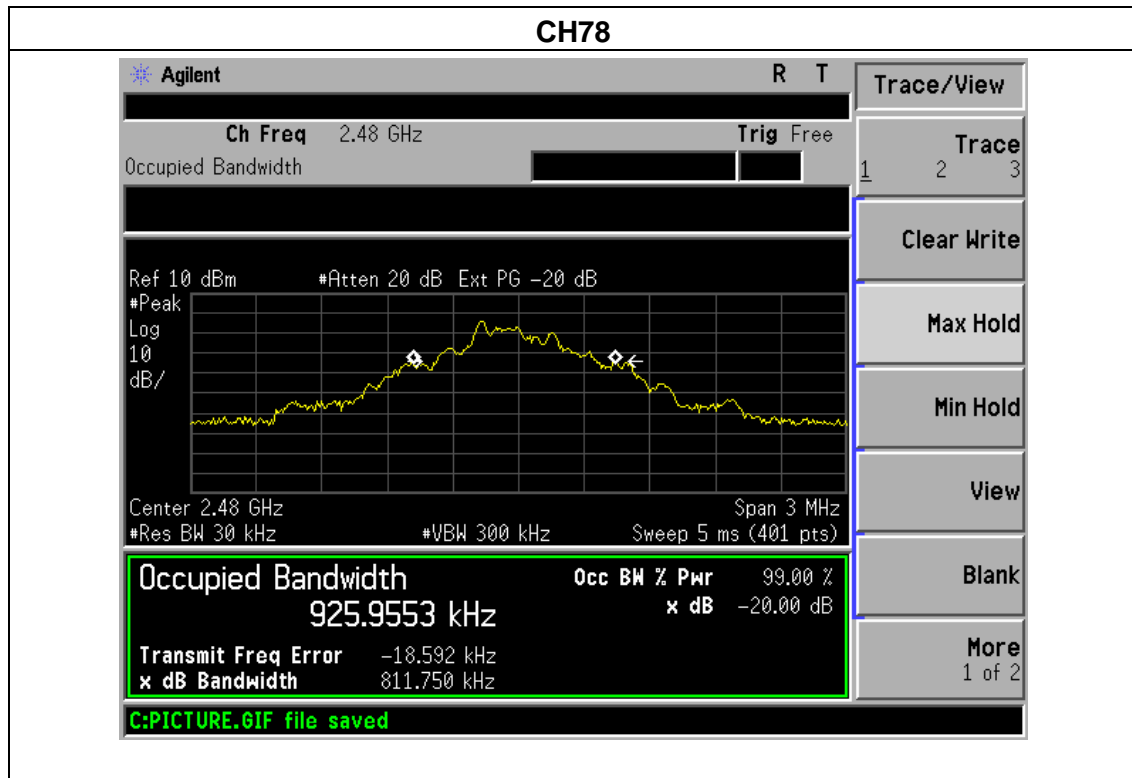 CH78
Agilent R T
Trace/View
Ch Freq 2.48 GHz Trig Free
Occupied Bandwidth
Trace
1 2 3
Clear Write
Ref 10 dBm #Atten 20 dB Ext PG −20 dB
#Peak
Log
10
dB/
Max Hold
Min Hold
View
Center 2.48 GHz Span 3 MHz
#Res BW 30 kHz #VBW 300 kHz Sweep 5 ms (401 pts)
Occupied Bandwidth Occ BW % Pwr 99.00 %
925.9553 kHz x dB −20.00 dB
Blank
Transmit Freq Error −18.592 kHz
x dB Bandwidth 811.750 kHz
More
1 of 2
C:PICTURE.GIF file saved